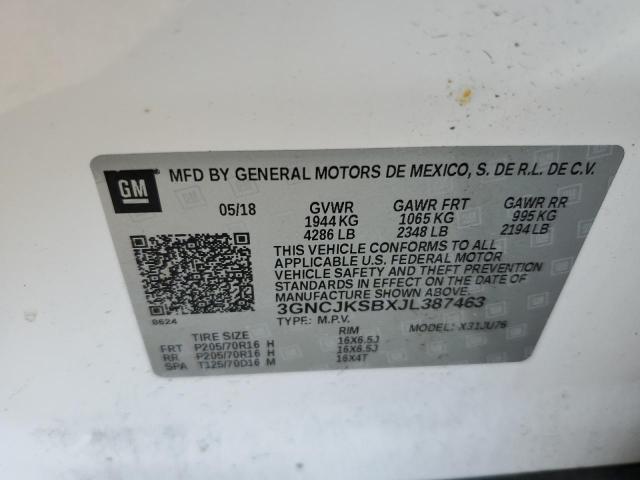 GM
MFD BY GENERAL MOTORS DE MEXICO, S. DE R.L. DE C.V.
05/18 GVWR GAWR FRT GAWR RR
1944 KG 1065 KG 995 KG
4286 LB 2348 LB 2194 LB
THIS VEHICLE CONFORMS TO ALL
APPLICABLE U.S. FEDERAL MOTOR
VEHICLE SAFETY AND THEFT PREVENTION
STANDARDS IN EFFECT ON THE DATE OF
MANUFACTURE SHOWN ABOVE.
3GNCJKSBXJL387463
8624
TYPE: M.P.V. MODEL: X31JU76
TIRE SIZE RIM
FRT P205/70R16 H 16X6.5J
RR P205/70R16 H 16X6.5J
SPA T125/70D16 M 16X4T